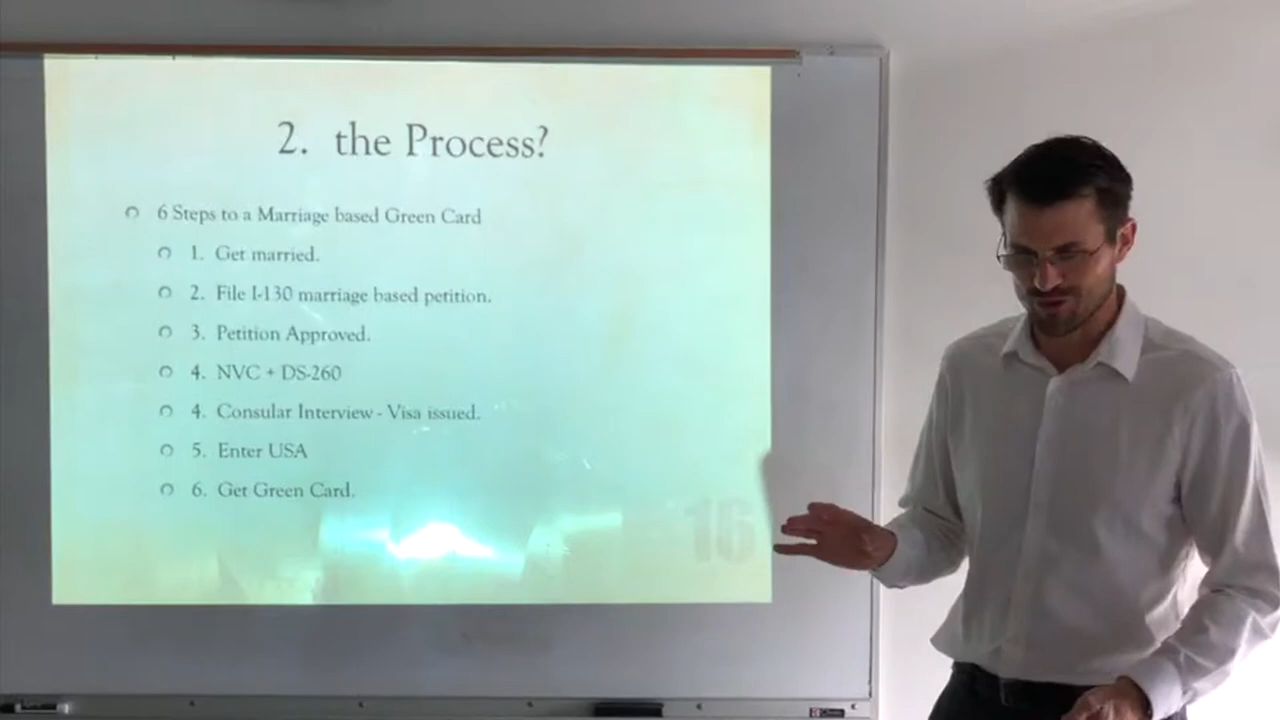 2. the Process?
6 Steps to a Marriage based Green Card
1. Get married.
2. File I-130 marriage based petition.
3. Petition Approved.
4. NVC + DS-260
4. Consular Interview - Visa issued.
5. Enter USA
6. Get Green Card.
16